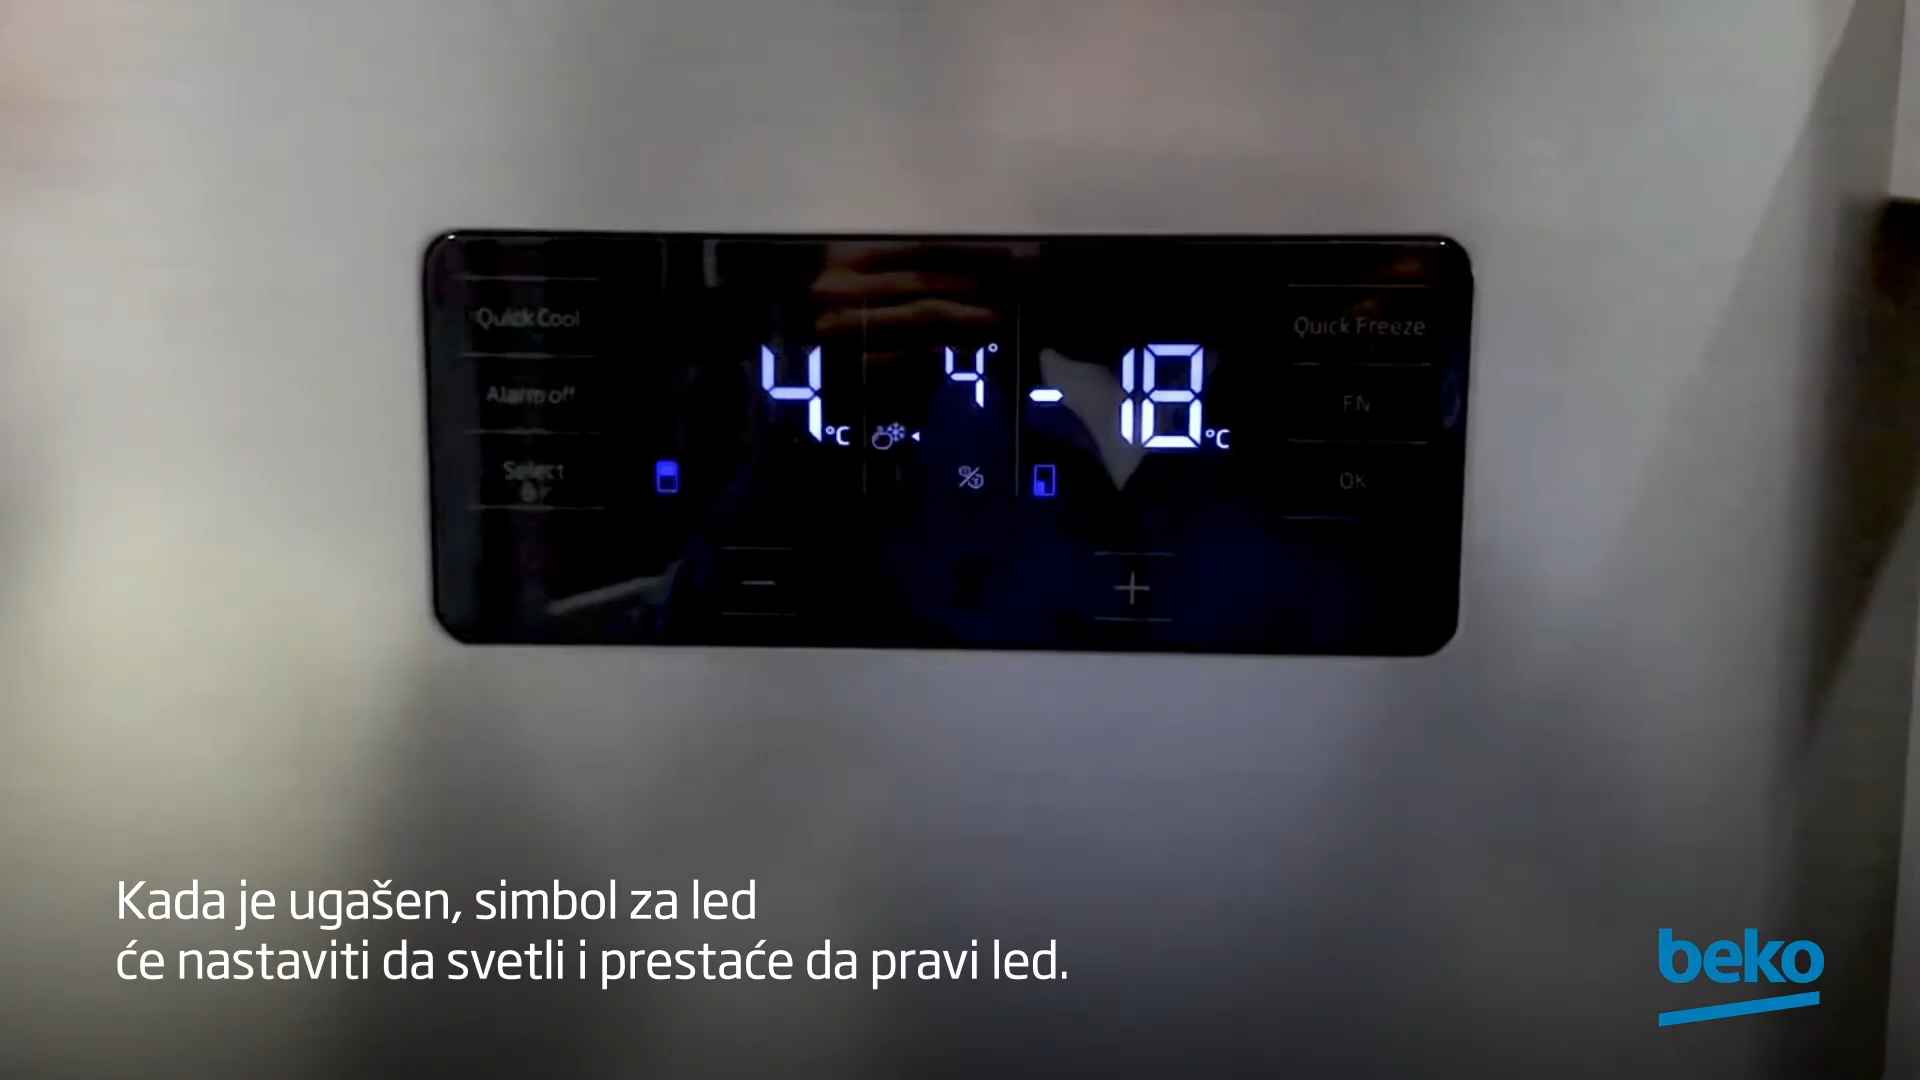 Quick Cool
Alarm off
Select
4 °C
4°
-18 °C
Quick Freeze
FN
OK
−
+
Kada je ugašen, simbol za led
će nastaviti da svetli i prestaće da pravi led.
beko